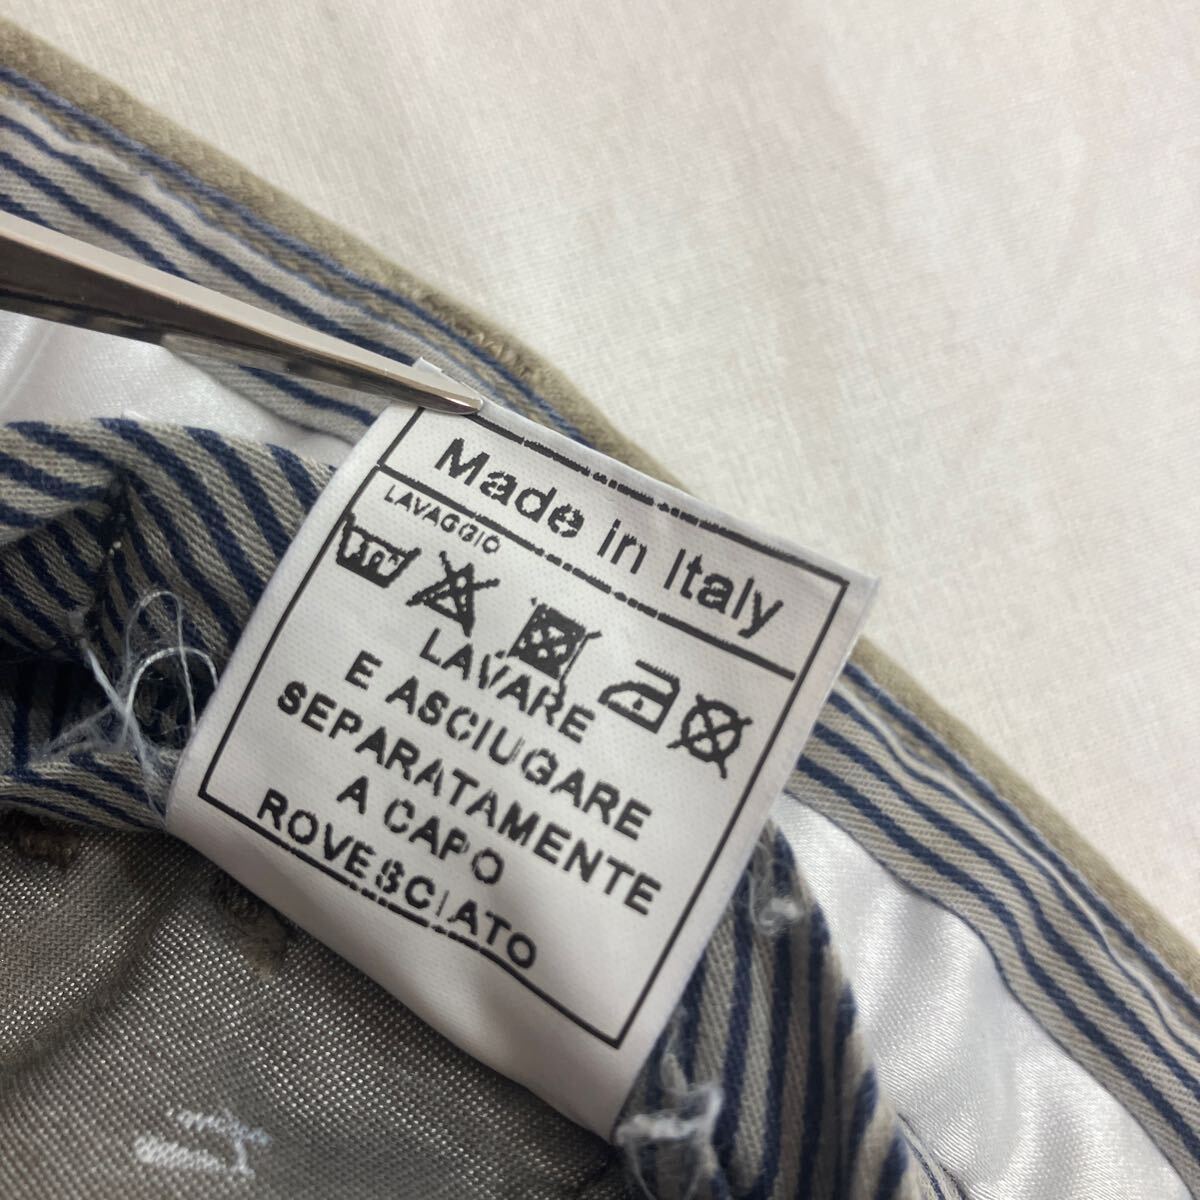 Made in Italy
LAVAGGIO
LAVARE
E ASCIUGARE
SEPARATAMENTE
A CAPO
ROVESCIATO